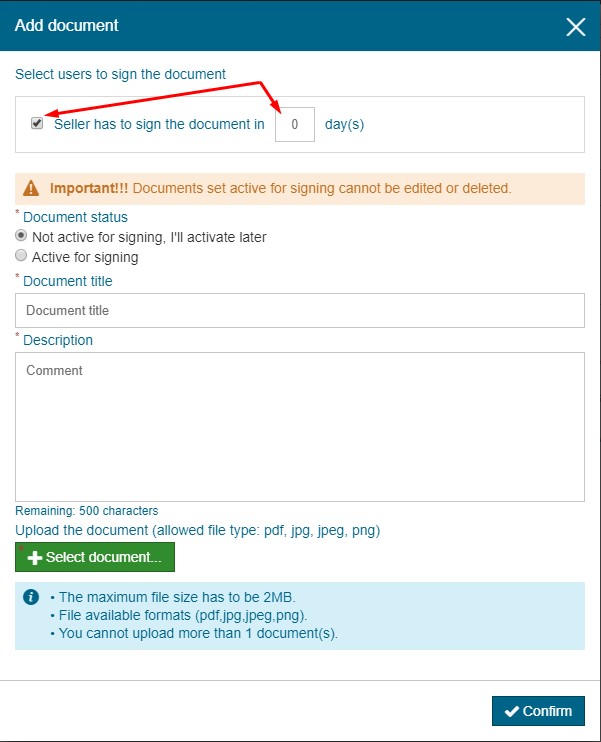 Add document
Select users to sign the document
Seller has to sign the document in 0 day(s)
Important!!! Documents set active for signing cannot be edited or deleted.
* Document status
Not active for signing, I'll activate later
Active for signing
* Document title
Document title
* Description
Comment
Remaining: 500 characters
Upload the document (allowed file type: pdf, jpg, jpeg, png)
* Select document...
• The maximum file size has to be 2MB.
• File available formats (pdf,jpg,jpeg,png).
• You cannot upload more than 1 document(s).
Confirm